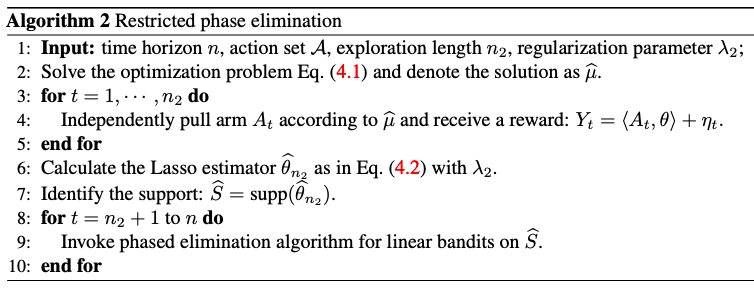 Algorithm 2 Restricted phase elimination
1: Input: time horizon n, action set 𝒜, exploration length n₂, regularization parameter λ₂;
2: Solve the optimization problem Eq. (4.1) and denote the solution as μ̂.
3: for t = 1, ⋯ , n₂ do
4: Independently pull arm Aₜ according to μ̂ and receive a reward: Yₜ = ⟨Aₜ, θ⟩ + ηₜ.
5: end for
6: Calculate the Lasso estimator θ̂ₙ₂ as in Eq. (4.2) with λ₂.
7: Identify the support: Ŝ = supp(θ̂ₙ₂).
8: for t = n₂ + 1 to n do
9: Invoke phased elimination algorithm for linear bandits on Ŝ.
10: end for